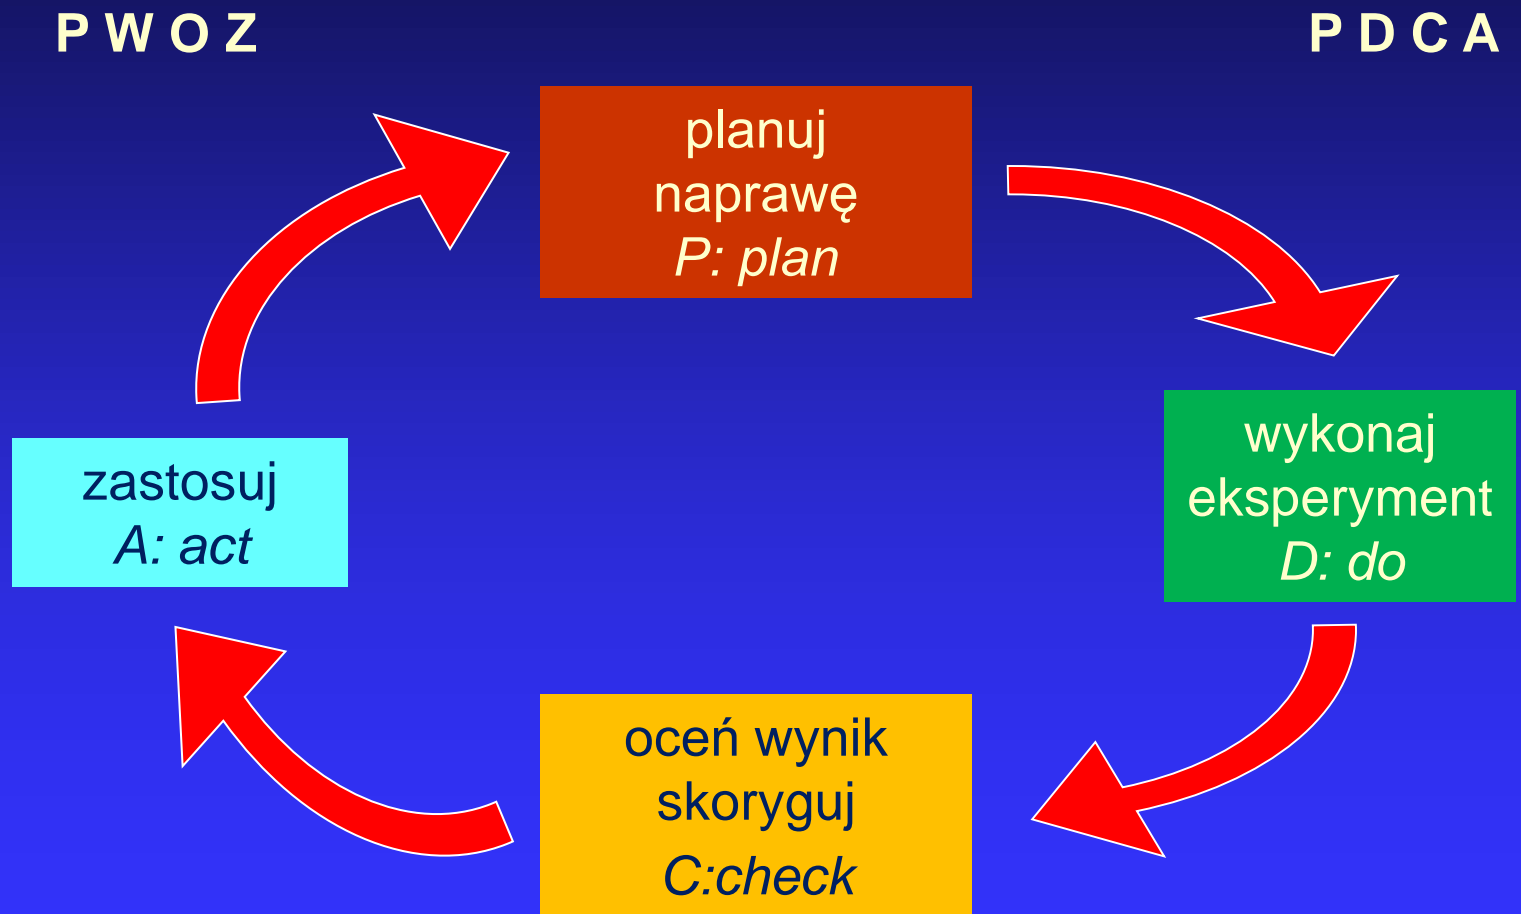 P W O Z
P D C A
planuj
naprawę
P: plan
wykonaj
eksperyment
D: do
zastosuj
A: act
oceń wynik
skoryguj
C:check